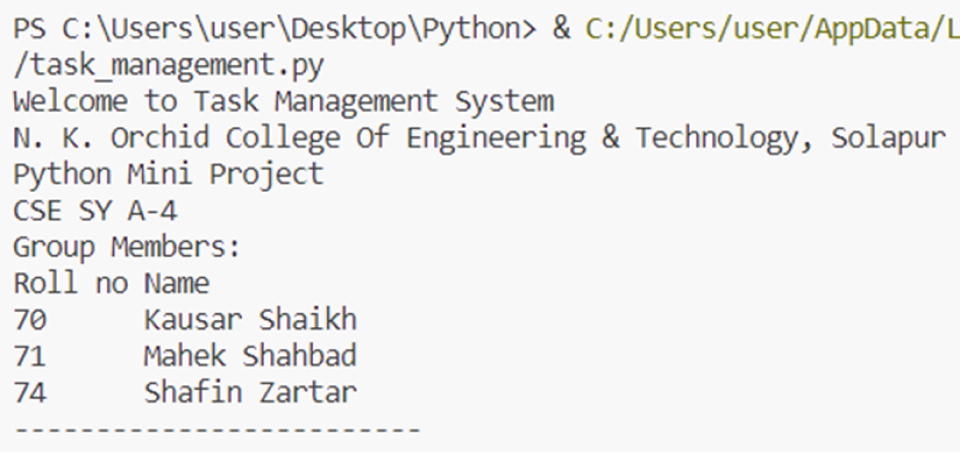 PS C:\Users\user\Desktop\Python> & C:/Users/user/AppData/L
/task_management.py
Welcome to Task Management System
N. K. Orchid College Of Engineering & Technology, Solapur
Python Mini Project
CSE SY A-4
Group Members:
Roll no Name
70      Kausar Shaikh
71      Mahek Shahbad
74      Shafin Zartar
-------------------------